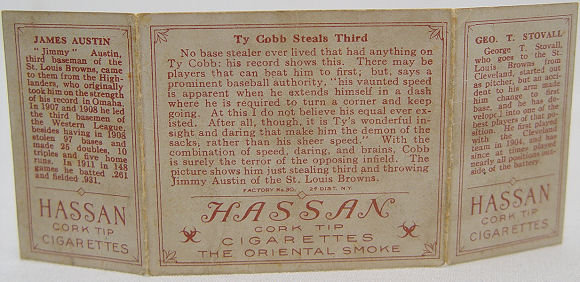 JAMES AUSTIN
"Jimmy" Austin,
third baseman of the
St. Louis Browns, came
to them from the High-
landers, who originally
took him on the strength
of his record in Omaha.
In 1907 and 1908 he led
the third basemen of
the Western League,
besides having in 1908
stolen 97 bases and
made 25 doubles, 10
triples and five home
runs. In 1911 in 148
games he batted .261
and fielded .931.
HASSAN
CORK TIP
CIGARETTES
Ty Cobb Steals Third
No base stealer ever lived that had anything on
Ty Cobb: his record shows this. There may be
players that can beat him to first; but, says a
prominent baseball authority, "his vaunted speed
is apparent when he extends himself in a dash
where he is required to turn a corner and keep
going. At this I do not believe his equal ever ex-
isted. After all, though, it is Ty's wonderful in-
sight and daring that make him the demon of the
sacks, rather than his sheer speed." With the
combination of speed, daring, and brains, Cobb
is surely the terror of the opposing infield. The
picture shows him just stealing third and throwing
Jimmy Austin of the St. Louis Browns.
FACTORY No. 30. 2d DIST. N.Y.
HASSAN
CORK TIP
CIGARETTES
THE ORIENTAL SMOKE
GEO. T. STOVALL
George T. Stovall,
who goes to the St.
Louis Browns from
Cleveland, started out
as pitcher, but an acci-
dent to his arm made
him change to first
base, and he has de-
veloped into one of the
best players of that po-
sition. He first played
with the Cleveland
team in 1904, and has
since at times played
nearly all positions out-
side of the battery.
HASSAN
CORK TIP
CIGARETTES